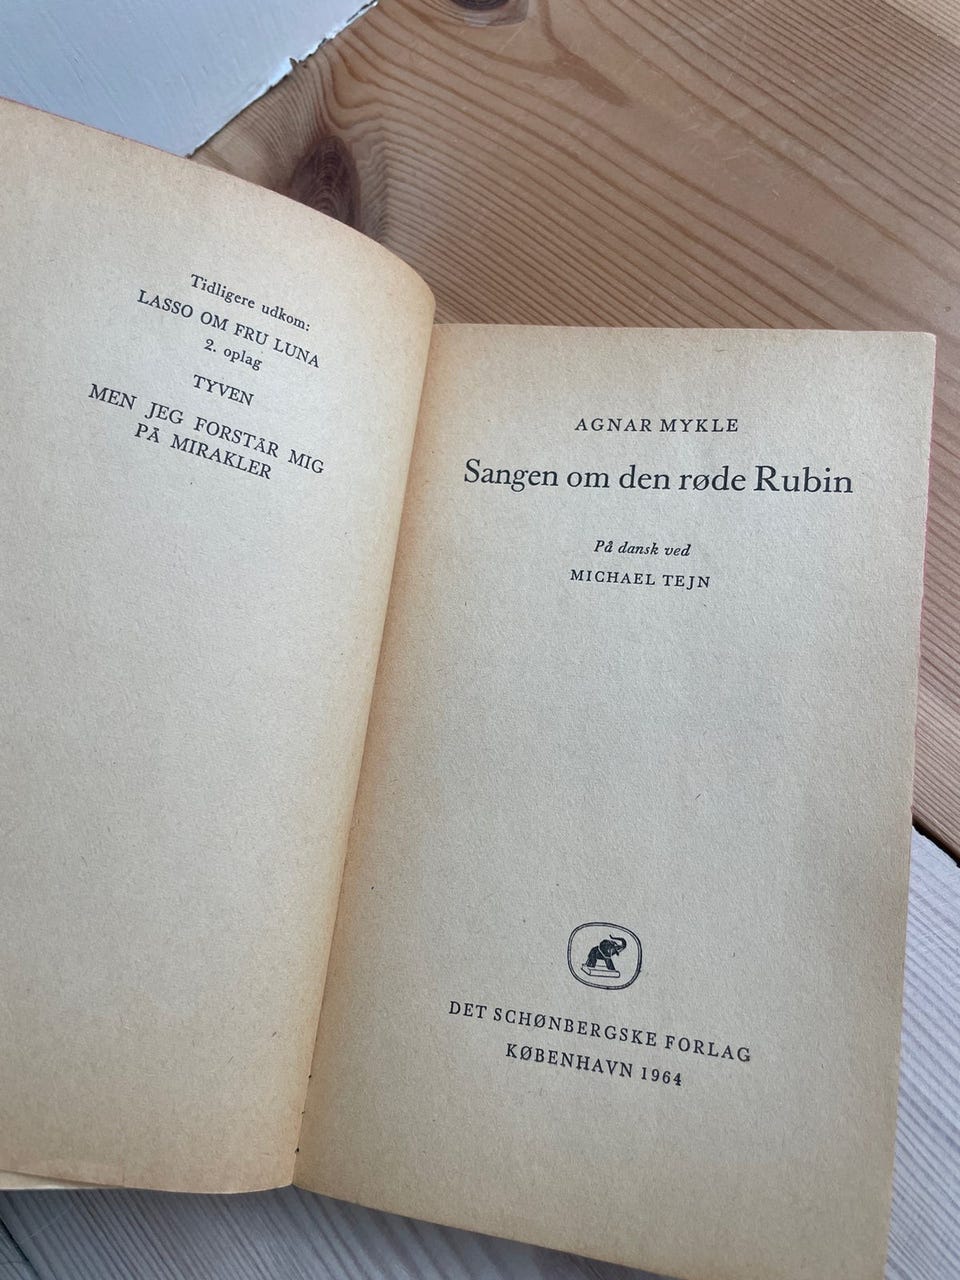 Tidligere udkom:
LASSO OM FRU LUNA
2. oplag
TYVEN
MEN JEG FORSTÅR MIG
PÅ MIRAKLER
AGNAR MYKLE
Sangen om den røde Rubin
På dansk ved
MICHAEL TEJN
DET SCHØNBERGSKE FORLAG
KØBENHAVN 1964